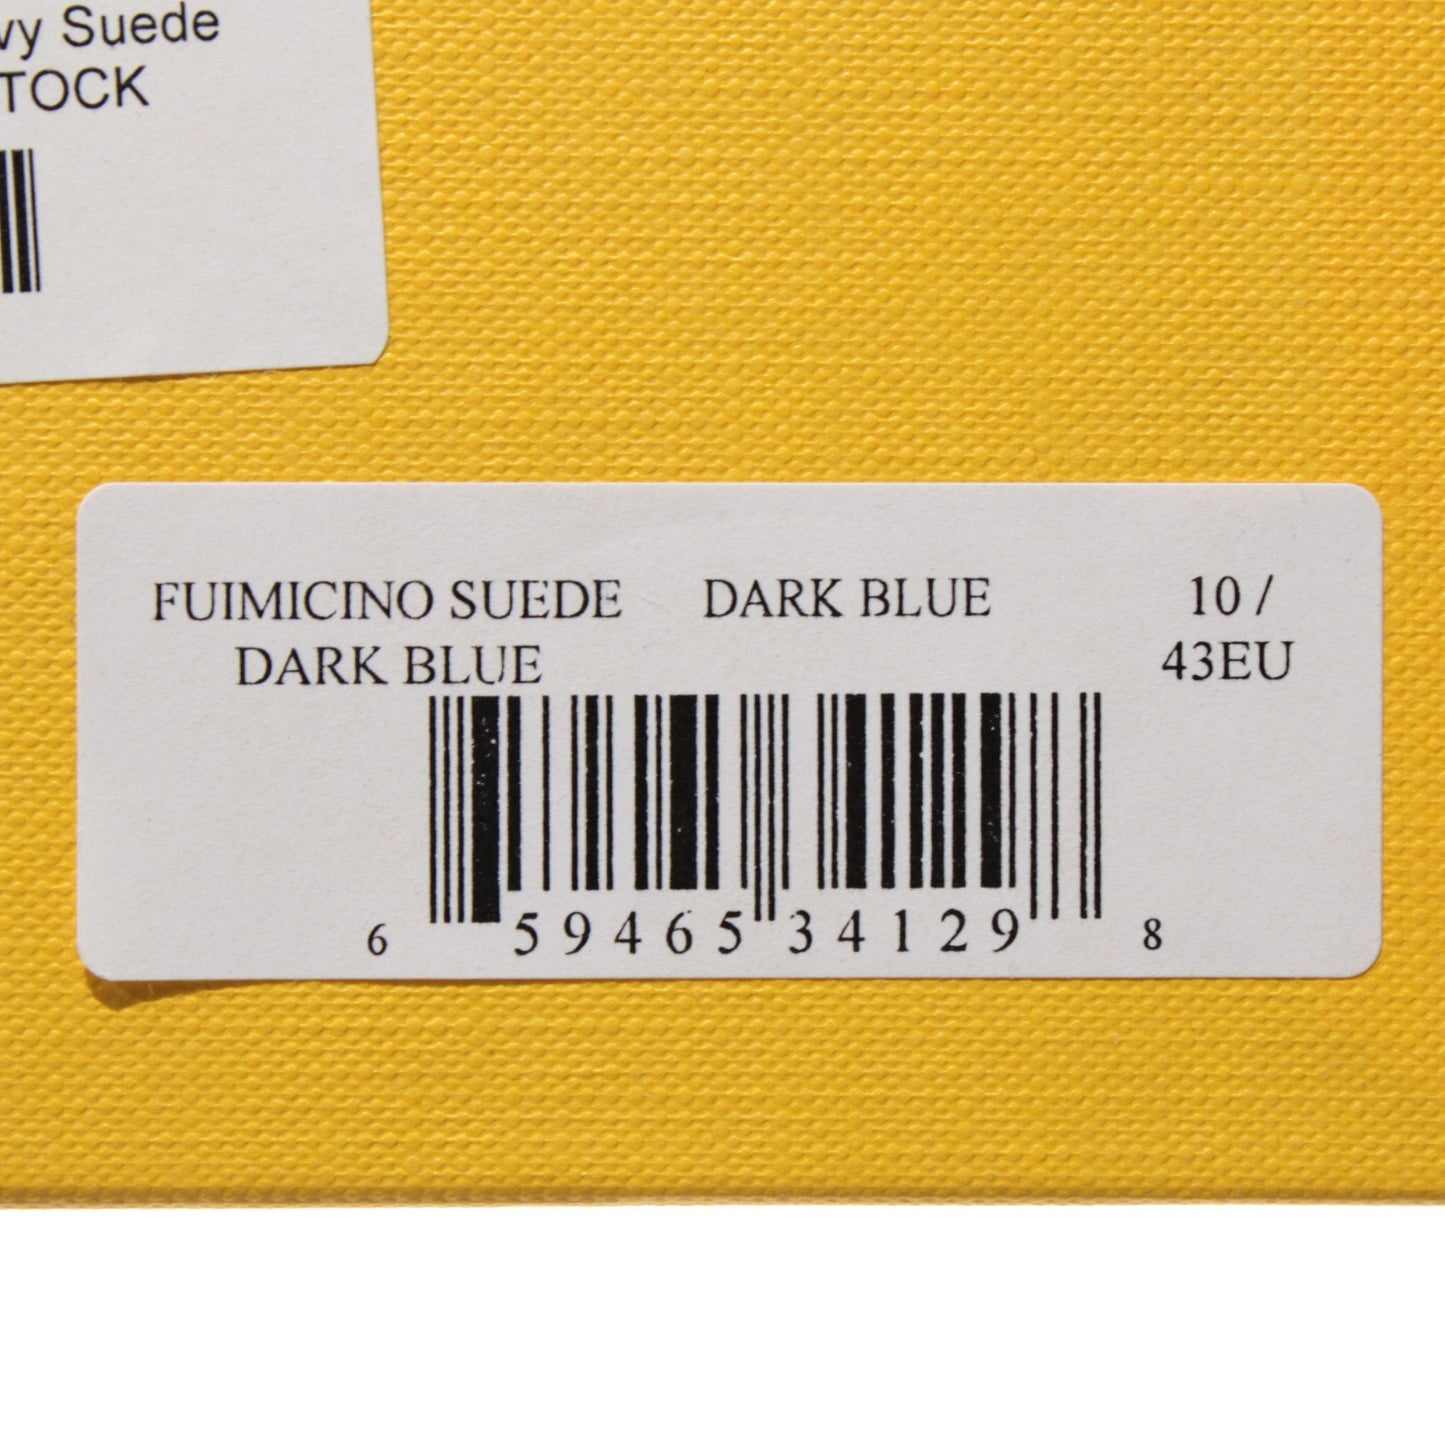 vy Suede
TOCK
FUIMICINO SUEDE DARK BLUE 10 /
DARK BLUE 43EU
6 59465 34129 8